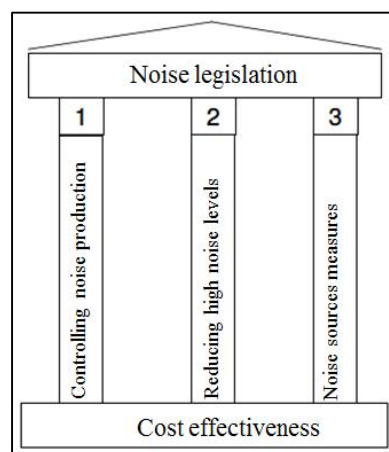 Noise legislation
1
2
3
Controlling noise production
Reducing high noise levels
Noise sources measures
Cost effectiveness